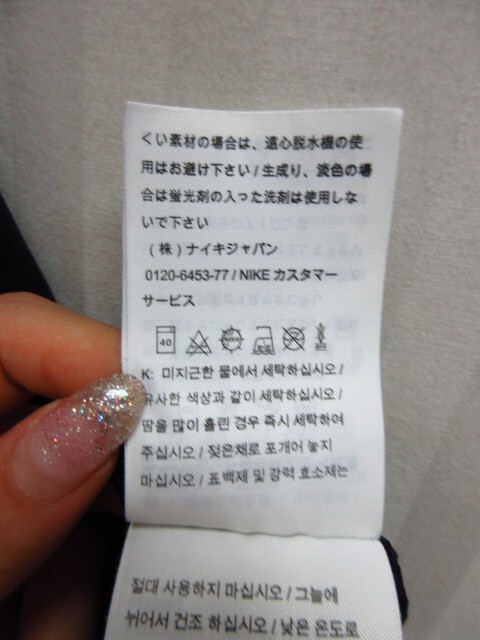 くい素材の場合は、遠心脱水機の使
用はお避け下さい / 生成り、淡色の場
合は蛍光剤の入った洗剤は使用しな
いで下さい
（株）ナイキジャパン
0120-6453-77 / NIKE カスタマー
サービス
40
K: 미지근한 물에서 세탁하십시오 /
유사한 색상과 같이 세탁하십시오 /
땀을 많이 흘린 경우 즉시 세탁하여
주십시오 / 젖은채로 포개어 놓지
마십시오 / 표백제 및 강력 효소제는
절대 사용하지 마십시오 / 그늘에
뉘어서 건조 하십시오 / 낮은 온도로